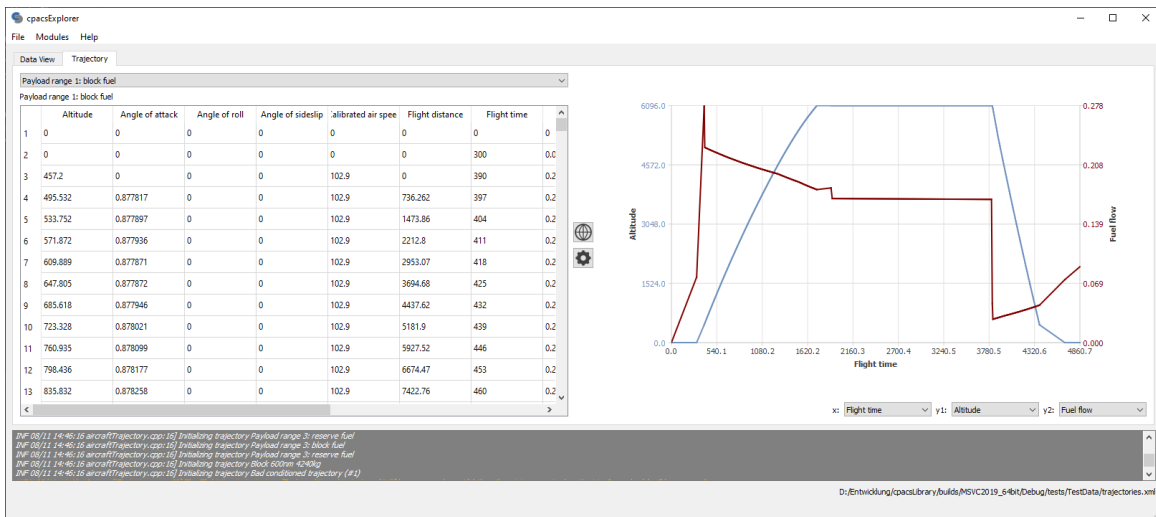 cpacsExplorer
File Modules Help
Data View Trajectory
Payload range 1: block fuel
Payload range 1: block fuel
Altitude Angle of attack Angle of roll Angle of sideslip Calibrated air spee Flight distance Flight time
1 0 0 0 0 0 0 0 0
2 0 0 0 0 0 0 300 0.0
3 457.2 0 0 0 102.9 0 390 0.2
4 495.532 0.877817 0 0 102.9 736.262 397 0.2
5 533.752 0.877897 0 0 102.9 1473.86 404 0.2
6 571.872 0.877936 0 0 102.9 2212.8 411 0.2
7 609.889 0.877871 0 0 102.9 2953.07 418 0.2
8 647.805 0.877872 0 0 102.9 3694.68 425 0.2
9 685.618 0.877946 0 0 102.9 4437.62 432 0.2
10 723.328 0.878021 0 0 102.9 5181.9 439 0.2
11 760.935 0.878099 0 0 102.9 5927.52 446 0.2
12 798.436 0.878177 0 0 102.9 6674.47 453 0.2
13 835.832 0.878258 0 0 102.9 7422.76 460 0.2
6096.0
4572.0
3048.0
1524.0
0.0
Altitude
0.278
0.208
0.139
0.069
0.000
Fuel flow
0.0 540.1 1080.2 1620.2 2160.3 2700.4 3240.5 3780.5 4320.6 4860.7
Flight time
x: Flight time y1: Altitude y2: Fuel flow
INF 08/11 14:46:16 aircraftTrajectory.cpp:16] Initializing trajectory Payload range 3: reserve fuel
INF 08/11 14:46:16 aircraftTrajectory.cpp:16] Initializing trajectory Payload range 3: block fuel
INF 08/11 14:46:16 aircraftTrajectory.cpp:16] Initializing trajectory Payload range 3: reserve fuel
INF 08/11 14:46:16 aircraftTrajectory.cpp:16] Initializing trajectory Block 600nm 4240kg
INF 08/11 14:46:16 aircraftTrajectory.cpp:16] Initializing trajectory Bad conditioned trajectory (#1)
D:/Entwicklung/cpacsLibrary/builds/MSVC2019_64bit/Debug/tests/TestData/trajectories.xml